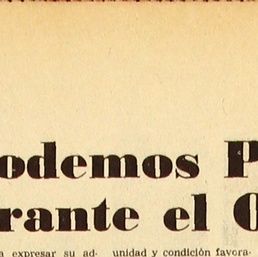 odemos P
rante el
a expresar su ad-
unidad y condición favora-